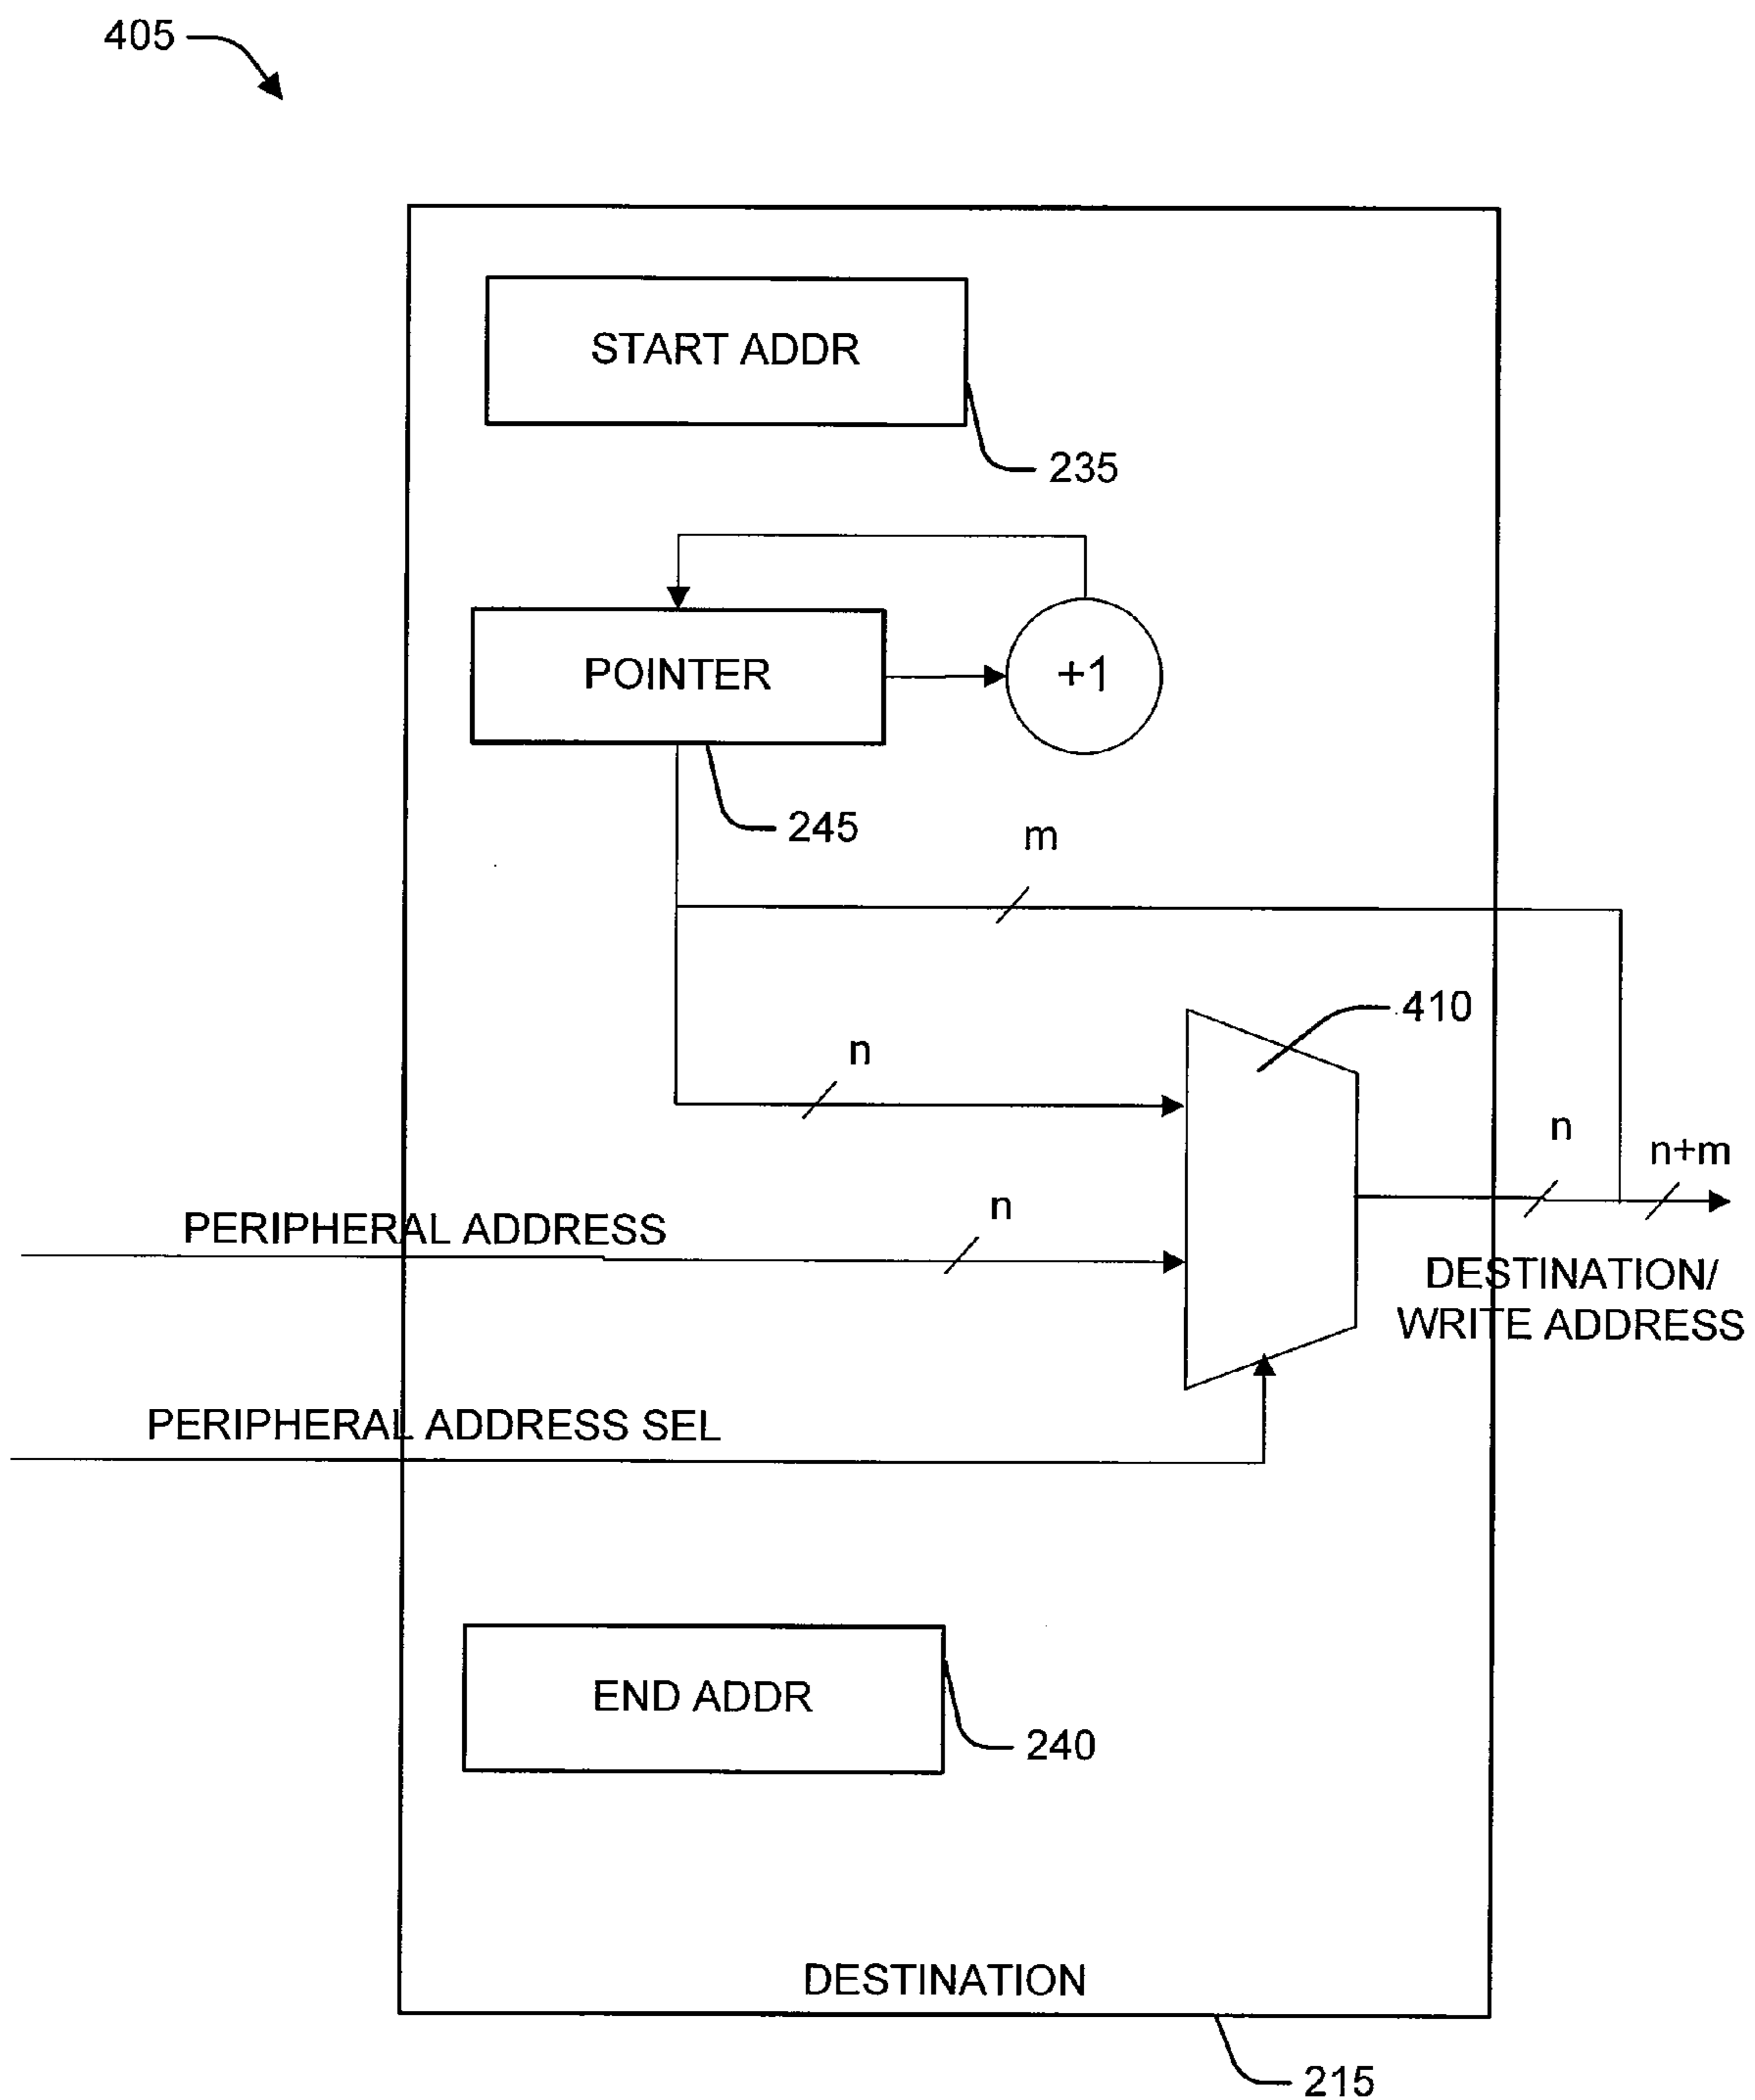 405
START ADDR
235
POINTER
+1
245
m
410
n
n
n+m
n
PERIPHERAL ADDRESS
DESTINATION/
WRITE ADDRESS
PERIPHERAL ADDRESS SEL
END ADDR
240
DESTINATION
215